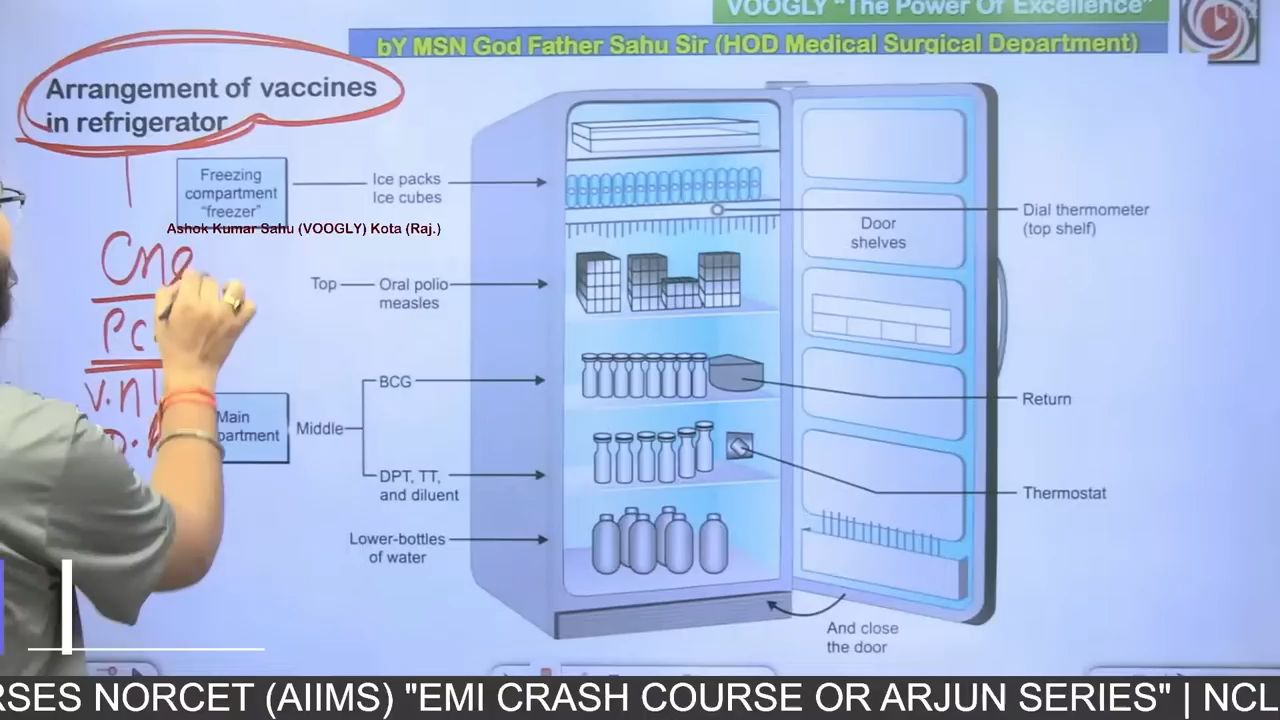 VOOGLY “The Power Of Excellence”
bY MSN God Father Sahu Sir (HOD Medical Surgical Department)
Arrangement of vaccines
in refrigerator
Freezing
compartment
“freezer”
Ice packs
Ice cubes
Ashok Kumar Sahu (VOOGLY) Kota (Raj.)
Dial thermometer
(top shelf)
Door
shelves
Top
Oral polio
measles
BCG
Return
Main
Middle
DPT, TT,
and diluent
Thermostat
Lower-bottles
of water
And close
the door
NORCET (AIIMS) "EMI CRASH COURSE OR ARJUN SERIES" |